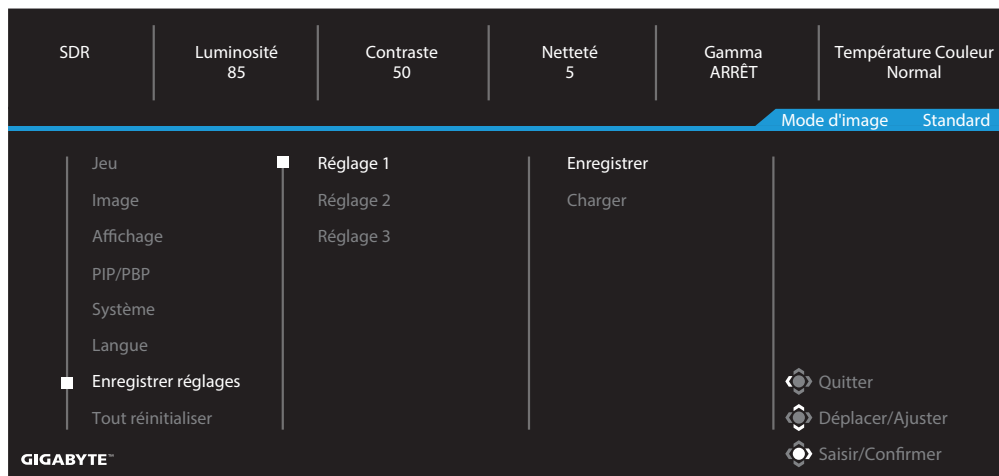 SDR
Luminosité
85
Contraste
50
Netteté
5
Gamma
ARRÊT
Température Couleur
Normal
Mode d'image Standard
Jeu
Image
Affichage
PIP/PBP
Système
Langue
Enregistrer réglages
Tout réinitialiser
Réglage 1
Réglage 2
Réglage 3
Enregistrer
Charger
Quitter
Déplacer/Ajuster
Saisir/Confirmer
GIGABYTE™